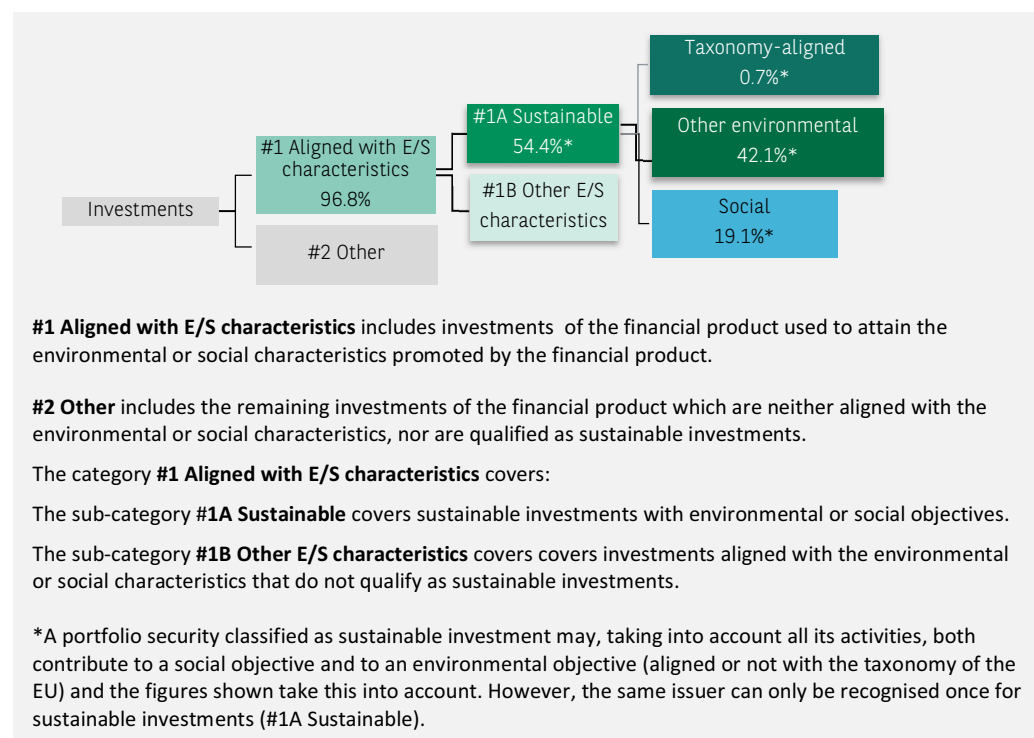 Taxonomy-aligned
0.7%*
#1A Sustainable
54.4%*
Other environmental
42.1%*
#1 Aligned with E/S
characteristics
96.8%
#1B Other E/S
characteristics
Investments
Social
19.1%*
#2 Other
#1 Aligned with E/S characteristics includes investments of the financial product used to attain the
environmental or social characteristics promoted by the financial product.
#2 Other includes the remaining investments of the financial product which are neither aligned with the
environmental or social characteristics, nor are qualified as sustainable investments.
The category #1 Aligned with E/S characteristics covers:
The sub-category #1A Sustainable covers sustainable investments with environmental or social objectives.
The sub-category #1B Other E/S characteristics covers covers investments aligned with the environmental
or social characteristics that do not qualify as sustainable investments.
*A portfolio security classified as sustainable investment may, taking into account all its activities, both
contribute to a social objective and to an environmental objective (aligned or not with the taxonomy of the
EU) and the figures shown take this into account. However, the same issuer can only be recognised once for
sustainable investments (#1A Sustainable).